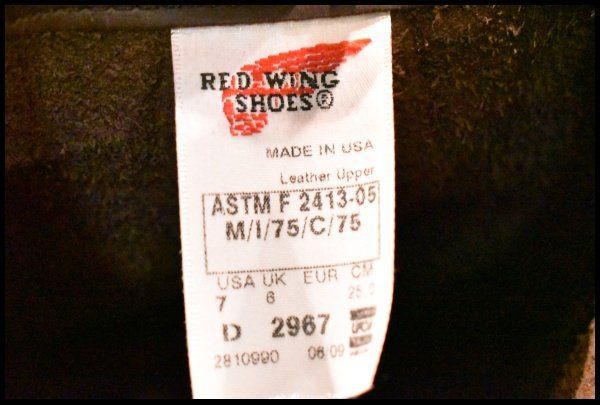 RED WING
SHOES®
MADE IN USA
Leather Upper
ASTM F 2413-05
M/I/75/C/75
USA UK EUR CM
7 6 25.0
D 2967
2810990 06/09